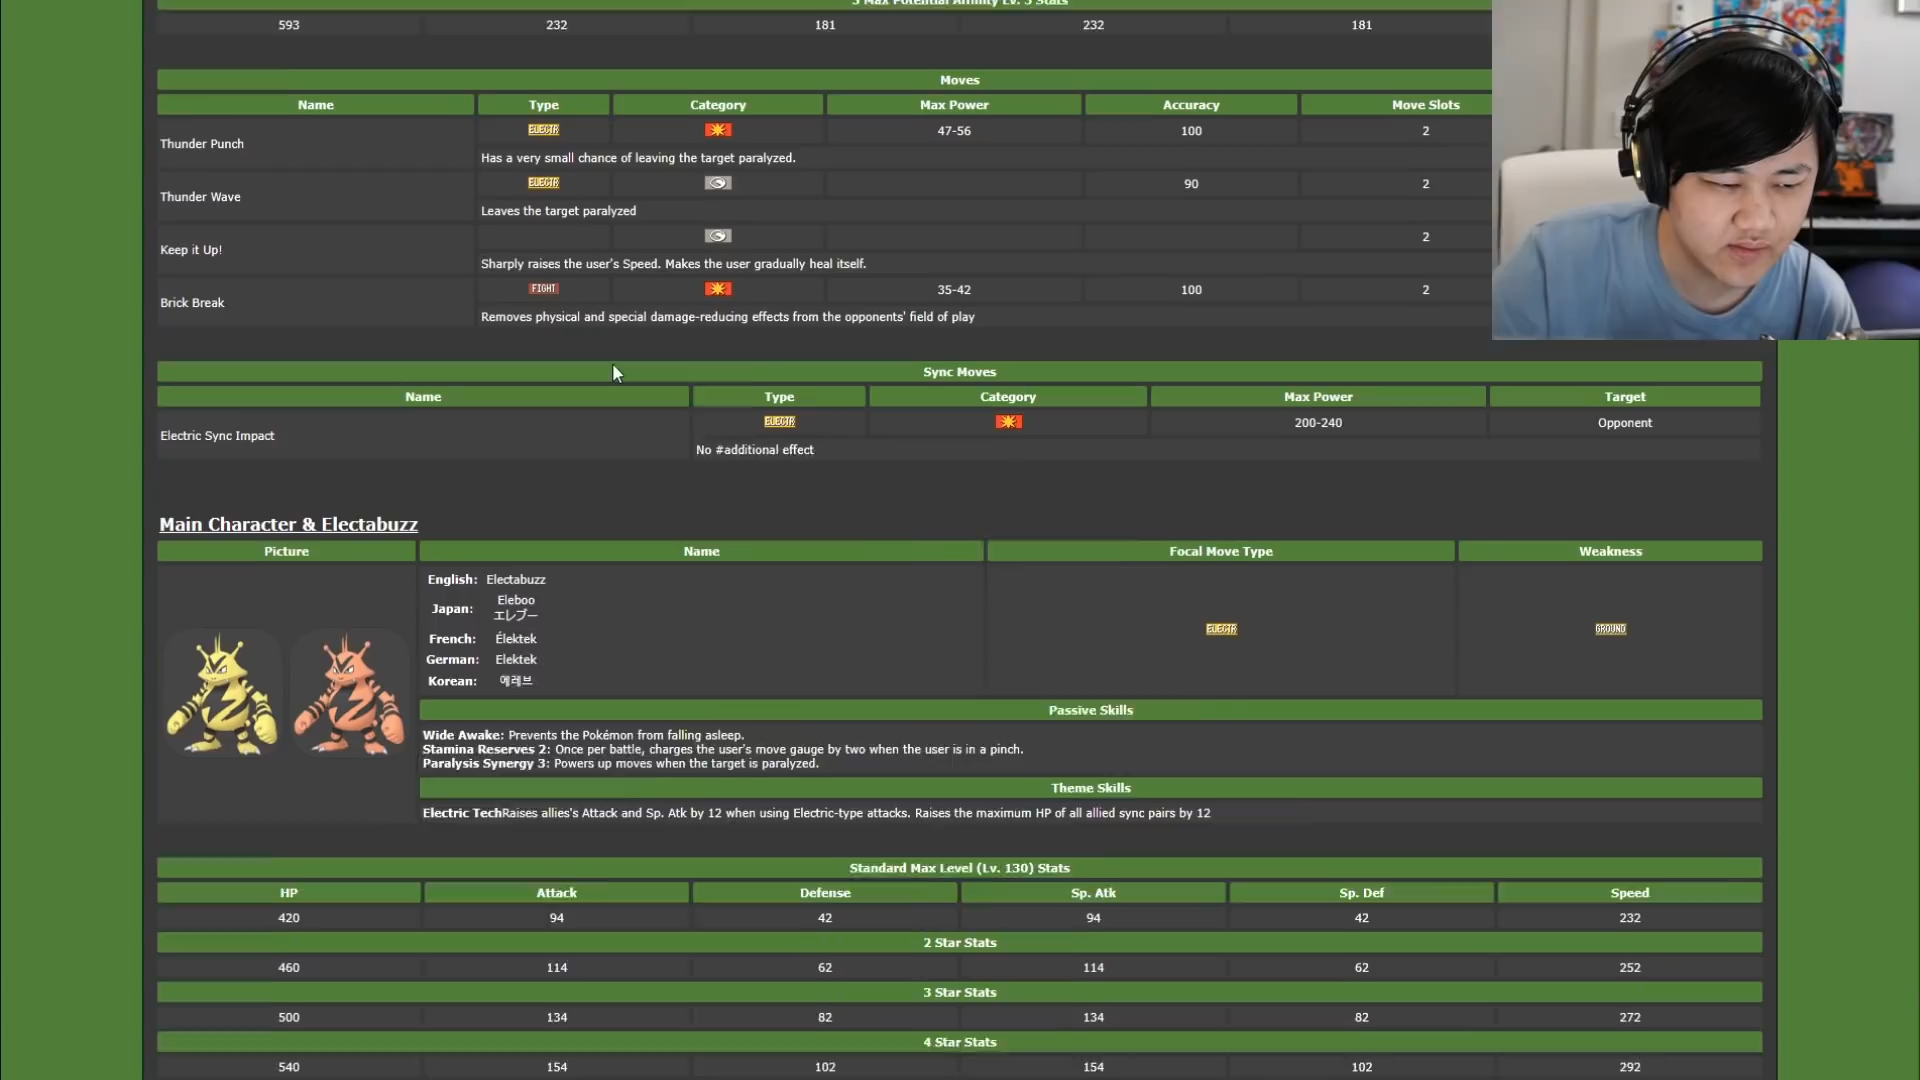 5 Max Potential Affinity Lv. 5 Stats
593 232 181 232 181
Moves
Name Type Category Max Power Accuracy Move Slots
Thunder Punch ELECTR 47-56 100 2
Has a very small chance of leaving the target paralyzed.
Thunder Wave ELECTR 90 2
Leaves the target paralyzed
Keep it Up! 2
Sharply raises the user's Speed. Makes the user gradually heal itself.
Brick Break FIGHT 35-42 100 2
Removes physical and special damage-reducing effects from the opponents' field of play
Sync Moves
Name Type Category Max Power Target
Electric Sync Impact ELECTR 200-240 Opponent
No #additional effect
Main Character & Electabuzz
Picture Name Focal Move Type Weakness
English: Electabuzz
Japan: Eleboo
エレブー
French: Élektek
German: Elektek
Korean: 에레브
ELECTR GROUND
Passive Skills
Wide Awake: Prevents the Pokémon from falling asleep.
Stamina Reserves 2: Once per battle, charges the user's move gauge by two when the user is in a pinch.
Paralysis Synergy 3: Powers up moves when the target is paralyzed.
Theme Skills
Electric TechRaises allies's Attack and Sp. Atk by 12 when using Electric-type attacks. Raises the maximum HP of all allied sync pairs by 12
Standard Max Level (Lv. 130) Stats
HP Attack Defense Sp. Atk Sp. Def Speed
420 94 42 94 42 232
2 Star Stats
460 114 62 114 62 252
3 Star Stats
500 134 82 134 82 272
4 Star Stats
540 154 102 154 102 292